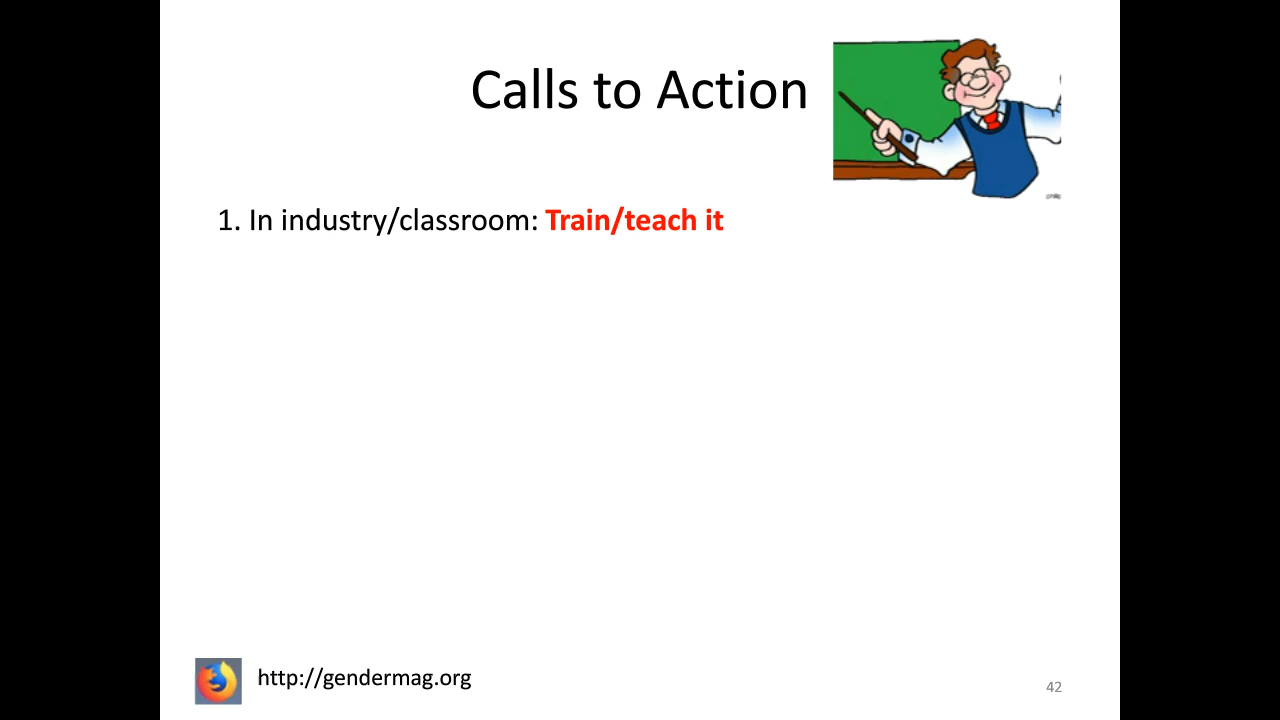 Calls to Action
1. In industry/classroom: Train/teach it
http://gendermag.org
42